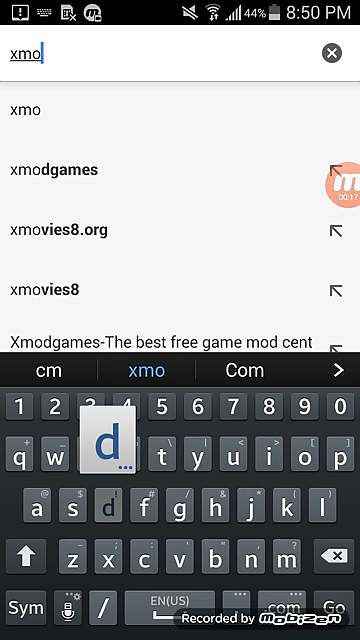 44% 8:50 PM
xmo
xmo
xmodgames
00:17
xmovies8.org
xmovies8
Xmodgames-The best free game mod cent
cm xmo Com
1 2 3 4 5 6 7 8 9 0
q w d t y u i o p
a s d f g h j k l
z x c v b n m
Sym / EN(US) .com Go
Recorded by mobizen